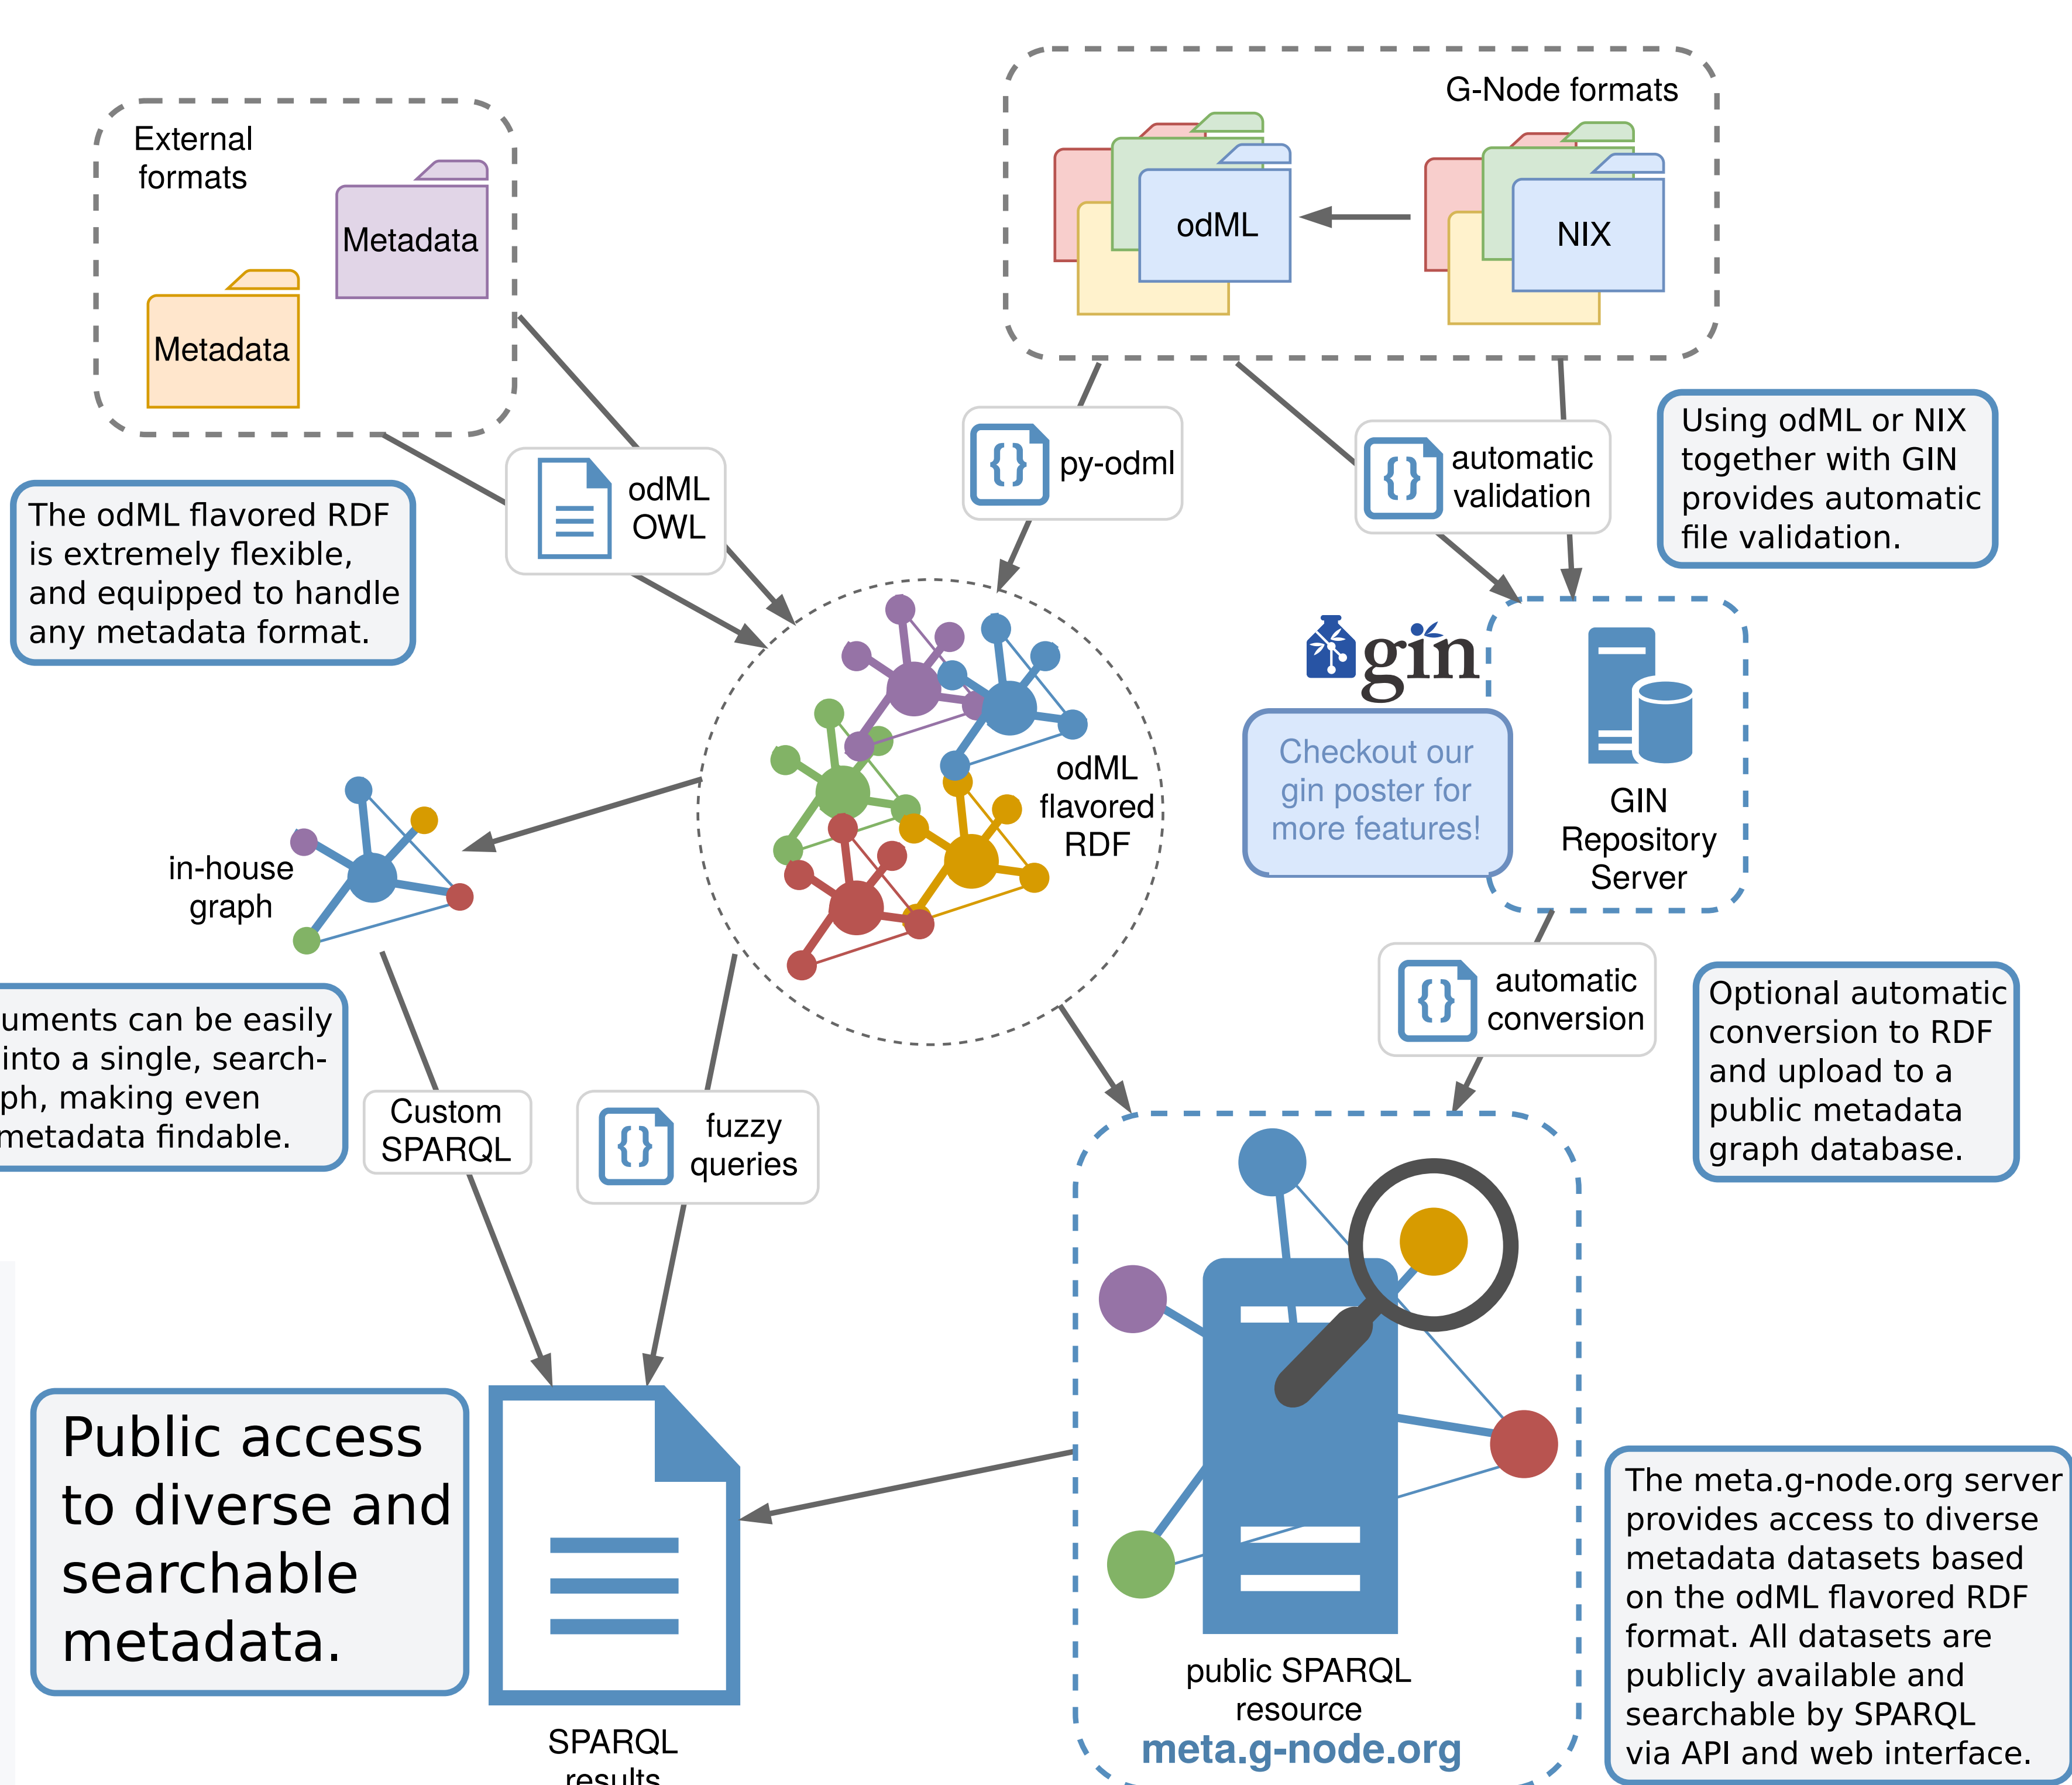 External
formats
Metadata
Metadata
G-Node formats
odML
NIX
odML
OWL
py-odml
automatic
validation
Using odML or NIX
together with GIN
provides automatic
file validation.
The odML flavored RDF
is extremely flexible,
and equipped to handle
any metadata format.
gin
Checkout our
gin poster for
more features!
odML
flavored
RDF
GIN
Repository
Server
in-house
graph
automatic
conversion
Optional automatic
conversion to RDF
and upload to a
public metadata
graph database.
can be easily
into a single, search-
making even
metadata findable.
Custom
SPARQL
fuzzy
queries
Public access
to diverse and
searchable
metadata.
SPARQL
results
public SPARQL
resource
meta.g-node.org
The meta.g-node.org server
provides access to diverse
metadata datasets based
on the odML flavored RDF
format. All datasets are
publicly available and
searchable by SPARQL
via API and web interface.